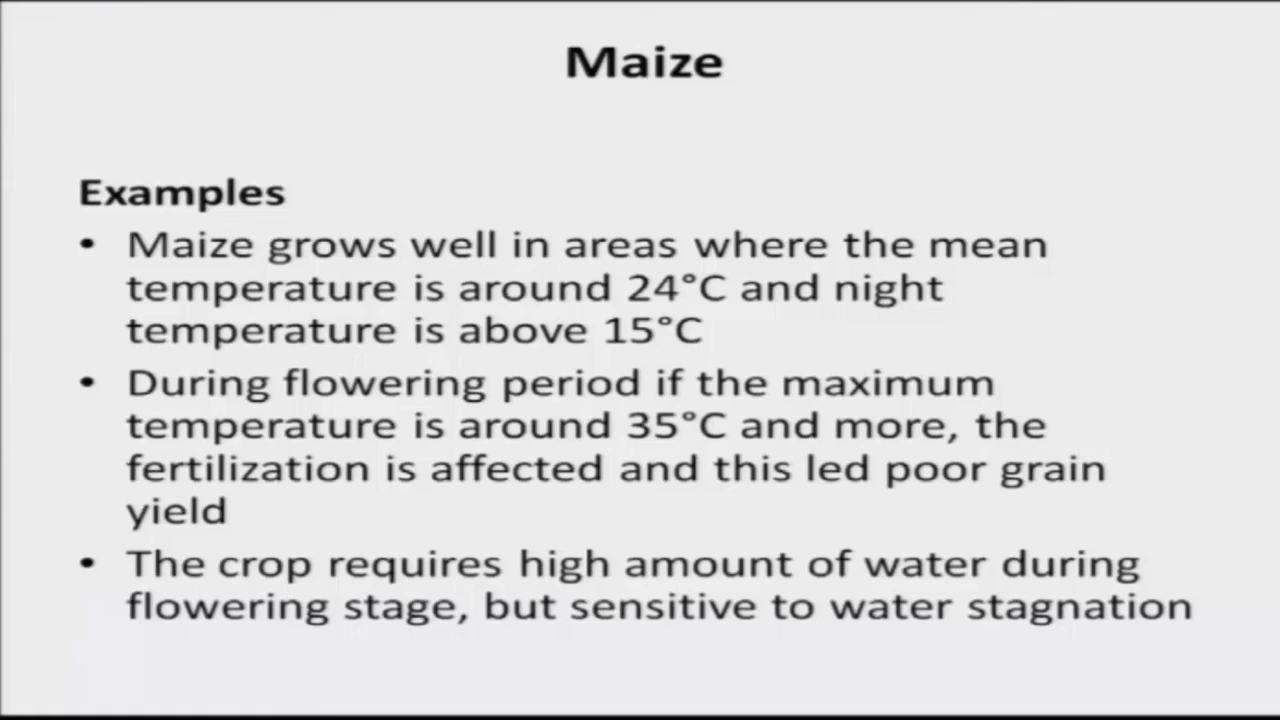 Maize
Examples
• Maize grows well in areas where the mean
temperature is around 24°C and night
temperature is above 15°C
• During flowering period if the maximum
temperature is around 35°C and more, the
fertilization is affected and this led poor grain
yield
• The crop requires high amount of water during
flowering stage, but sensitive to water stagnation